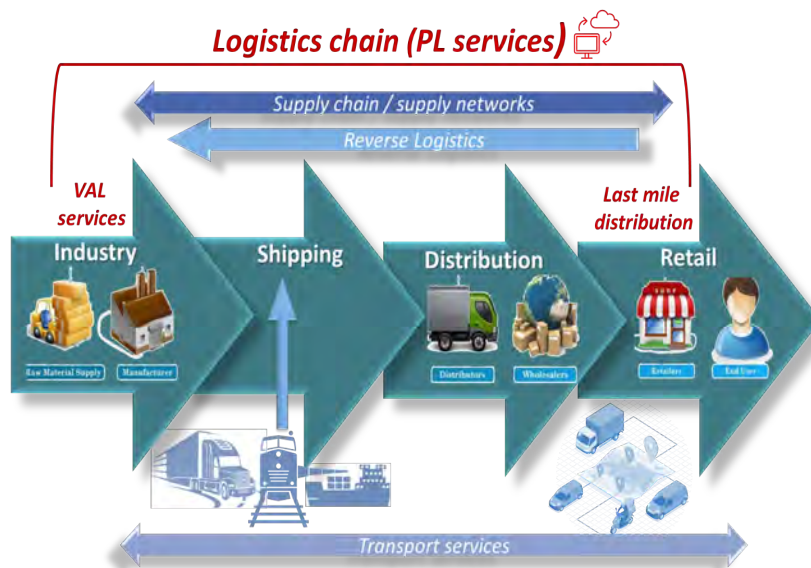 Logistics chain (PL services)
Supply chain / supply networks
Reverse Logistics
VAL
services
Last mile
distribution
Industry
Shipping
Distribution
Retail
Raw Material Supply
Manufacturer
Distributors
Wholesalers
Retailers
End User
SHOP
Transport services